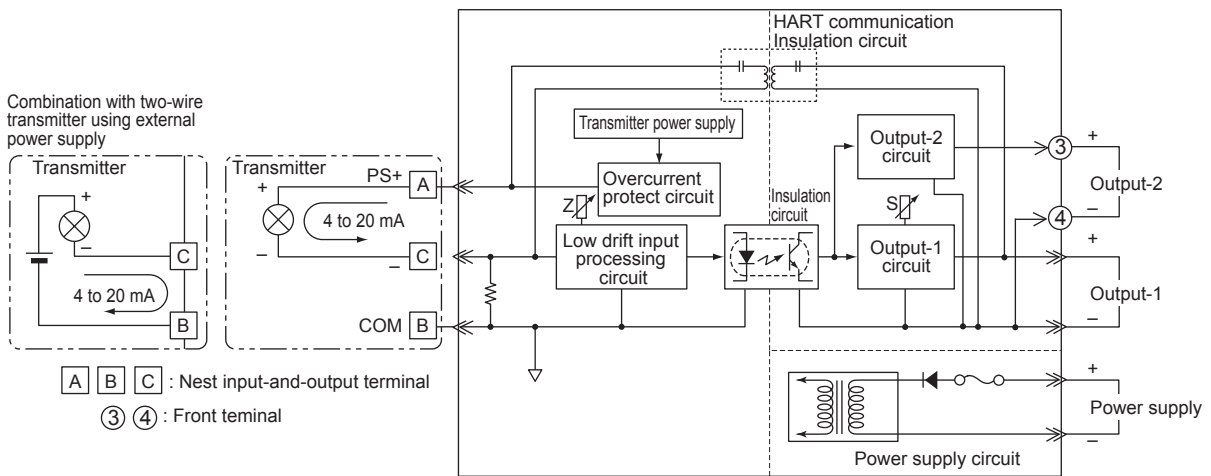 HART communication
Insulation circuit
Combination with two-wire
transmitter using external
power supply
Transmitter
+
–
C
4 to 20 mA
B
Transmitter
PS+
A
+
4 to 20 mA
–
–
C
COM
B
Transmitter power supply
Overcurrent
protect circuit
Z
Low drift input
processing
circuit
Insulation
circuit
Output-2
circuit
S
Output-1
circuit
3
+
Output-2
–
4
+
Output-1
–
+
Power supply
–
Power supply circuit
A B C : Nest input-and-output terminal
3 4 : Front teminal